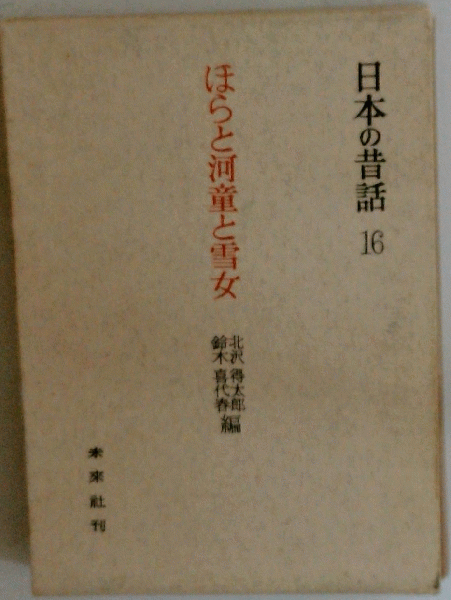 日本の昔話 16
ほらと河童と雪女
北沢得太郎
鈴木喜代春 編
未来社刊